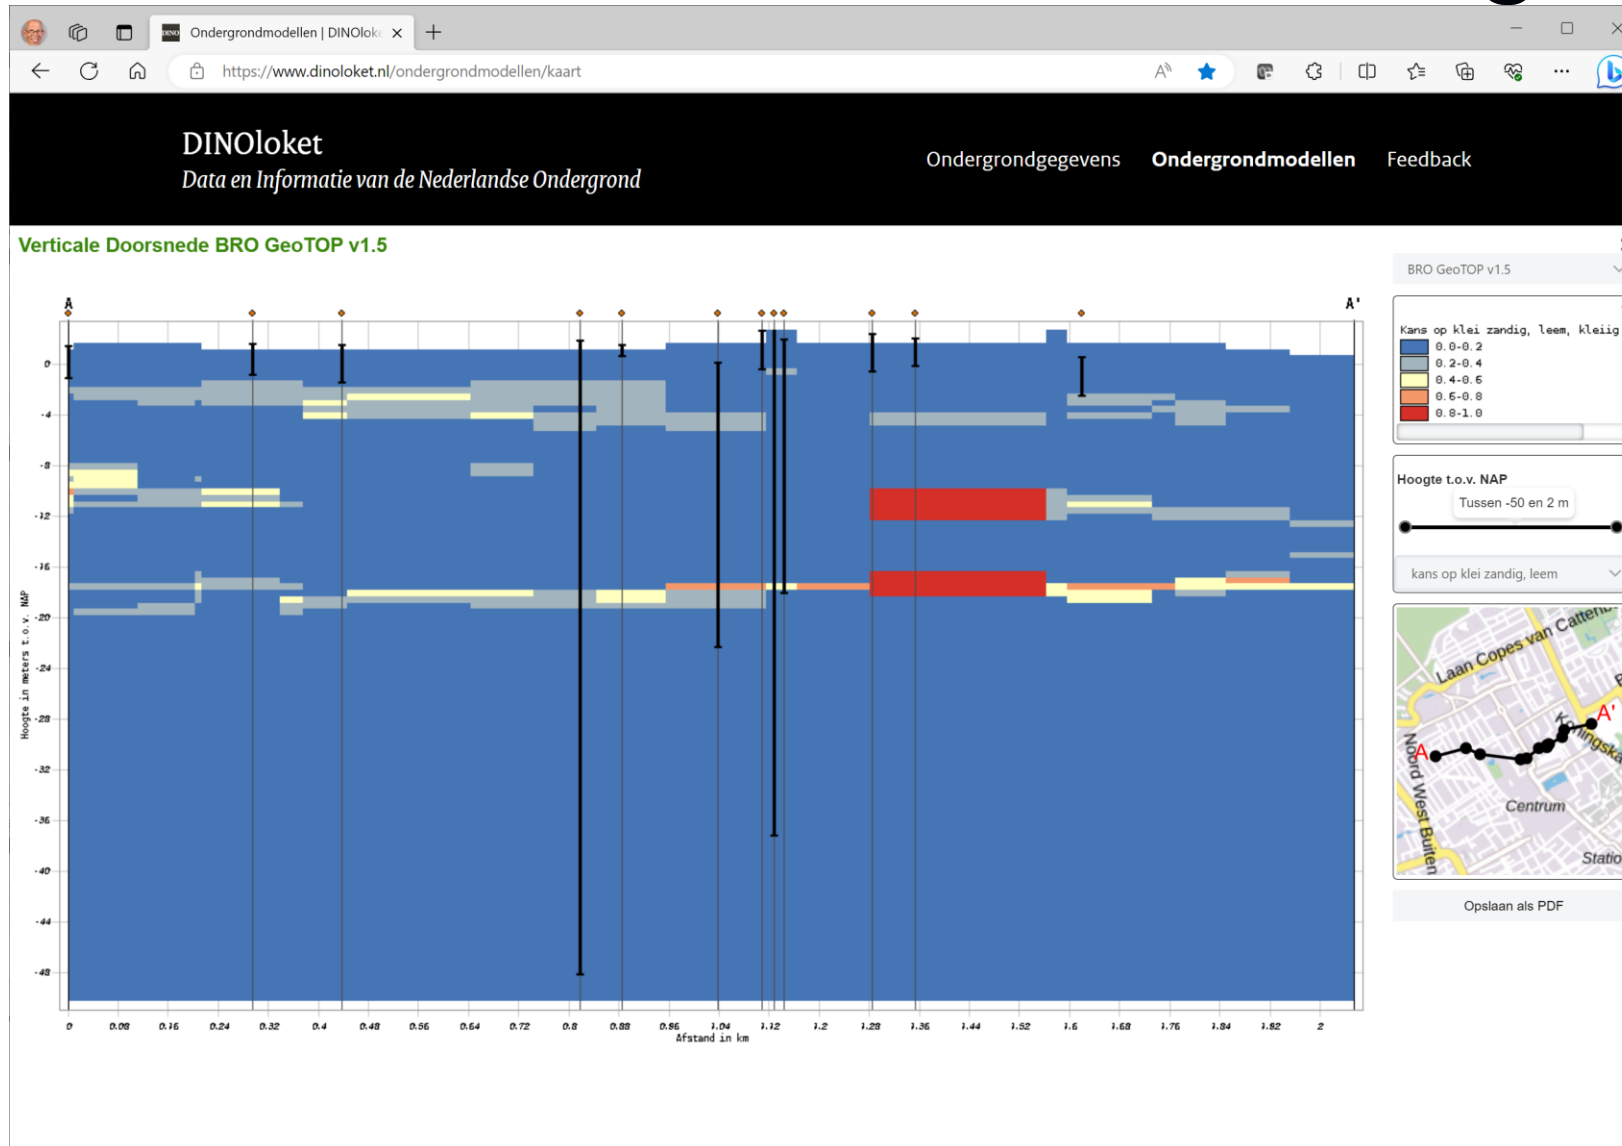 Ondergrondmodellen | DINOlok
https://www.dinoloket.nl/ondergrondmodellen/kaart
DINOloket
Data en Informatie van de Nederlandse Ondergrond
Ondergrondgegevens
Ondergrondmodellen
Feedback
Verticale Doorsnede BRO GeoTOP v1.5
BRO GeoTOP v1.5
A
A'
Kans op klei zandig, leem, kleiig
0.0-0.2
0.2-0.4
0.4-0.6
0.6-0.8
0.8-1.0
Hoogte t.o.v. NAP
Tussen -50 en 2 m
kans op klei zandig, leem
Laan Copes van Cattenb
Koningska
Noord West Buiten
A
A'
Centrum
Statio
Opslaan als PDF
Hoogte in meters t.o.v. NAP
0
-4
-8
-12
-16
-20
-24
-28
-32
-36
-40
-44
-48
0 0.08 0.16 0.24 0.32 0.4 0.48 0.56 0.64 0.72 0.8 0.88 0.96 1.04 1.12 1.2 1.28 1.36 1.44 1.52 1.6 1.68 1.76 1.84 1.92 2
Afstand in km